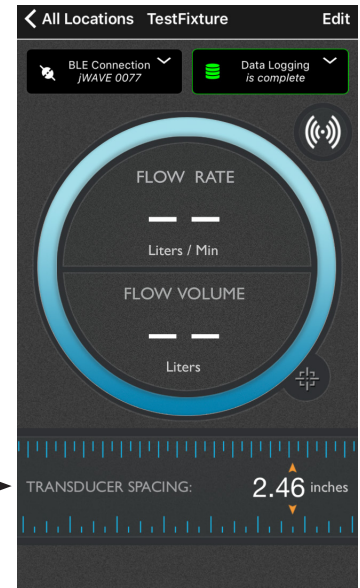 All Locations TestFixture Edit
BLE Connection
jWAVE 0077
Data Logging
is complete
FLOW RATE
— —
Liters / Min
FLOW VOLUME
— —
Liters
TRANSDUCER SPACING: 2.46 inches